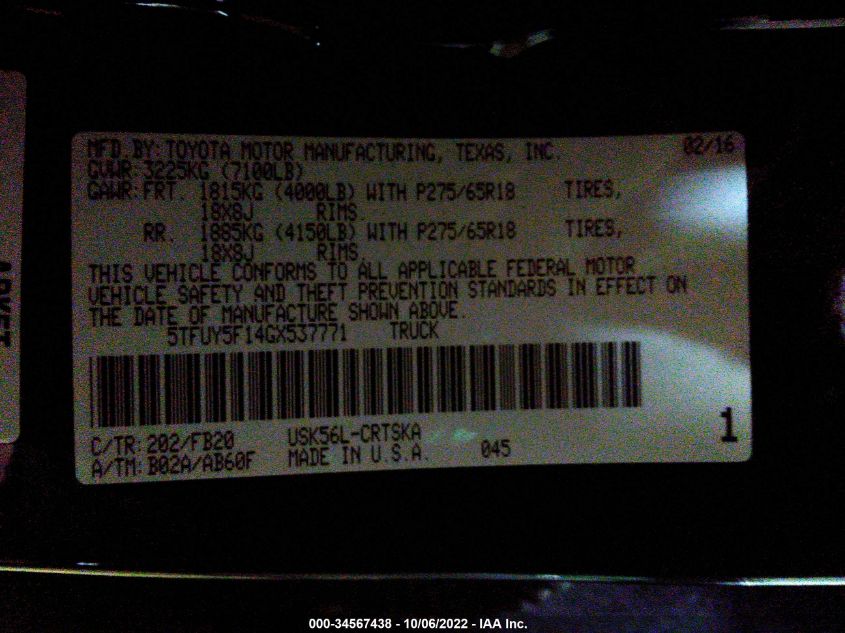 MFD. BY: TOYOTA MOTOR MANUFACTURING, TEXAS, INC. 02/16
GVWR: 3225KG (7100LB)
GAWR: FRT. 1815KG (4000LB) WITH P275/65R18 TIRES,
18X8J RIMS.
RR. 1885KG (4150LB) WITH P275/65R18 TIRES,
18X8J RIMS.
THIS VEHICLE CONFORMS TO ALL APPLICABLE FEDERAL MOTOR
VEHICLE SAFETY AND THEFT PREVENTION STANDARDS IN EFFECT ON
THE DATE OF MANUFACTURE SHOWN ABOVE.
5TFUY5F14GX537771 TRUCK
C/TR: 202/FB20 USK56L-CRTSKA 1
A/TM: B02A/AB60F MADE IN U.S.A. 045
000-34567438 - 10/06/2022 - IAA Inc.